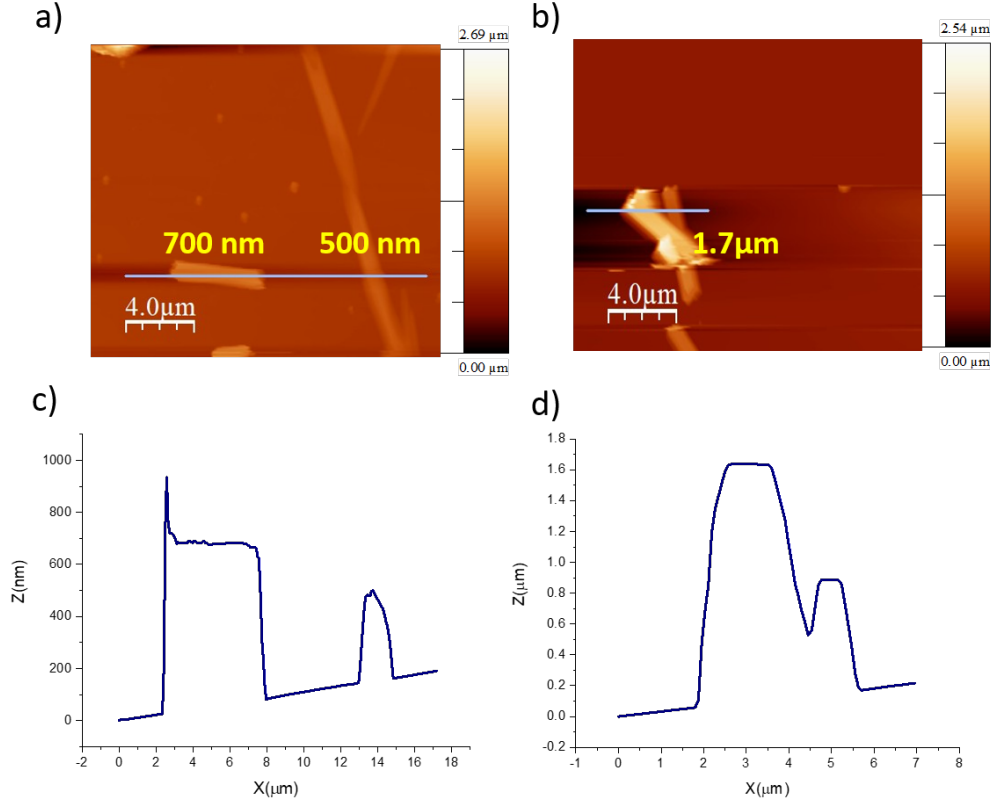 a)
2.69 µm
700 nm
500 nm
4.0µm
0.00 µm
b)
2.54 µm
1.7µm
4.0µm
0.00 µm
c)
1000
800
600
400
200
0
Z(nm)
-2 0 2 4 6 8 10 12 14 16 18
X(µm)
d)
1.8
1.6
1.4
1.2
1.0
0.8
0.6
0.4
0.2
0.0
-0.2
Z(µm)
-1 0 1 2 3 4 5 6 7 8
X(µm)